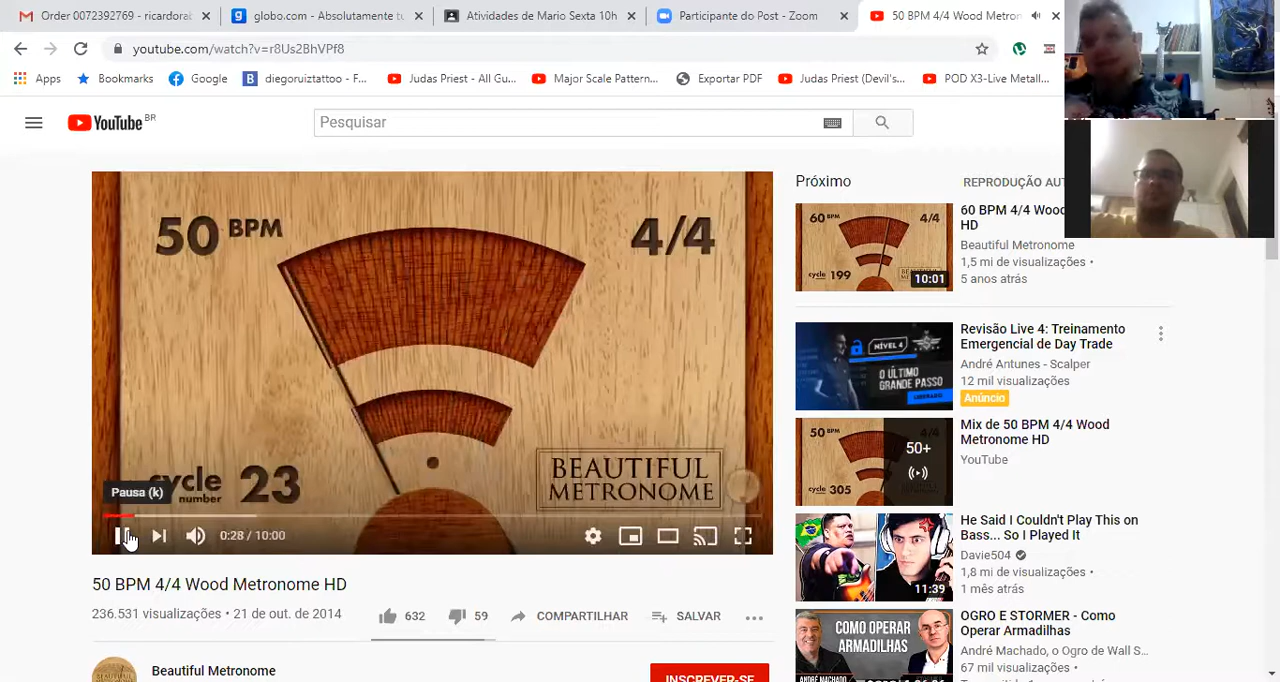 Order 0072392769 - ricardora
globo.com - Absolutamente tu
Atividades de Mario Sexta 10h
Participante do Post - Zoom
50 BPM 4/4 Wood Metron
youtube.com/watch?v=r8Us2BhVPf8
Apps
Bookmarks
Google
diegoruiztattoo - F...
Judas Priest - All Gu...
Major Scale Pattern...
Exportar PDF
Judas Priest (Devil's...
POD X3-Live Metall...
YouTube BR
Pesquisar
50 BPM
4/4
cycle number 23
BEAUTIFUL
METRONOME
Pausa (k)
0:28 / 10:00
50 BPM 4/4 Wood Metronome HD
236.531 visualizações • 21 de out. de 2014
632
59
COMPARTILHAR
SALVAR
Beautiful Metronome
INSCREVER-SE
Próximo
REPRODUÇÃO AUT
60 BPM
4/4
cycle 199
10:01
60 BPM 4/4 Wood
HD
Beautiful Metronome
1,5 mi de visualizações •
5 anos atrás
NÍVEL 4
O ÚLTIMO
GRANDE PASSO
Revisão Live 4: Treinamento
Emergencial de Day Trade
André Antunes - Scalper
12 mil visualizações
Anúncio
50 BPM
cycle 305
50+
Mix de 50 BPM 4/4 Wood
Metronome HD
YouTube
11:39
He Said I Couldn't Play This on
Bass... So I Played It
Davie504
1,8 mi de visualizações •
1 mês atrás
COMO OPERAR
ARMADILHAS
OGRO E STORMER - Como
Operar Armadilhas
André Machado, o Ogro de Wall S...
67 mil visualizações •